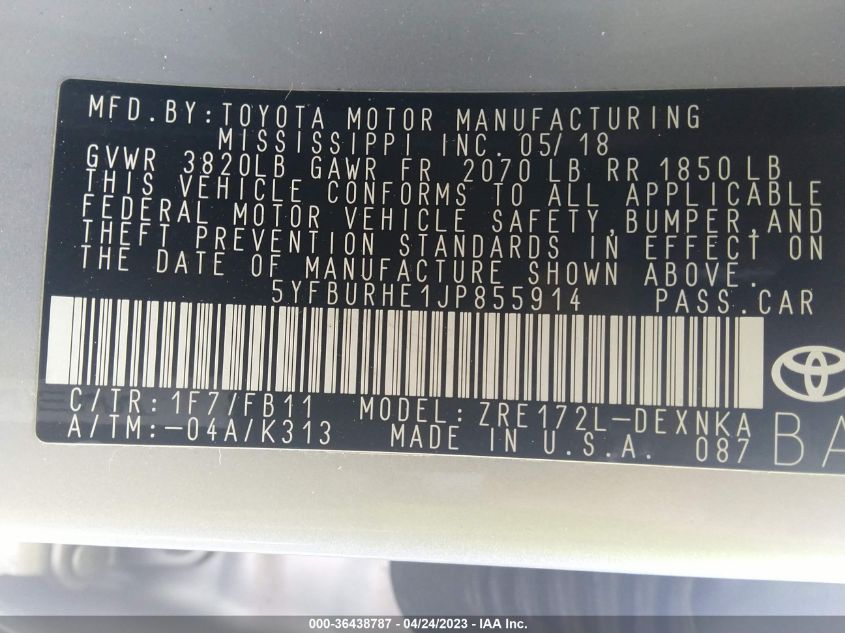 MFD.BY:TOYOTA MOTOR MANUFACTURING
MISSISSIPPI INC. 05/18
GVWR 3820LB GAWR FR 2070 LB RR 1850LB
THIS VEHICLE CONFORMS TO ALL APPLICABLE
FEDERAL MOTOR VEHICLE SAFETY,BUMPER,AND
THEFT PREVENTION STANDARDS IN EFFECT ON
THE DATE OF MANUFACTURE SHOWN ABOVE.
5YFBURHE1JP855914 PASS.CAR
C/TR:1F7/FB11 MODEL: ZRE172L-DEXNKA
A/TM:-04A/K313 MADE IN U.S.A. 087
BA
000-36438787 - 04/24/2023 - IAA Inc.